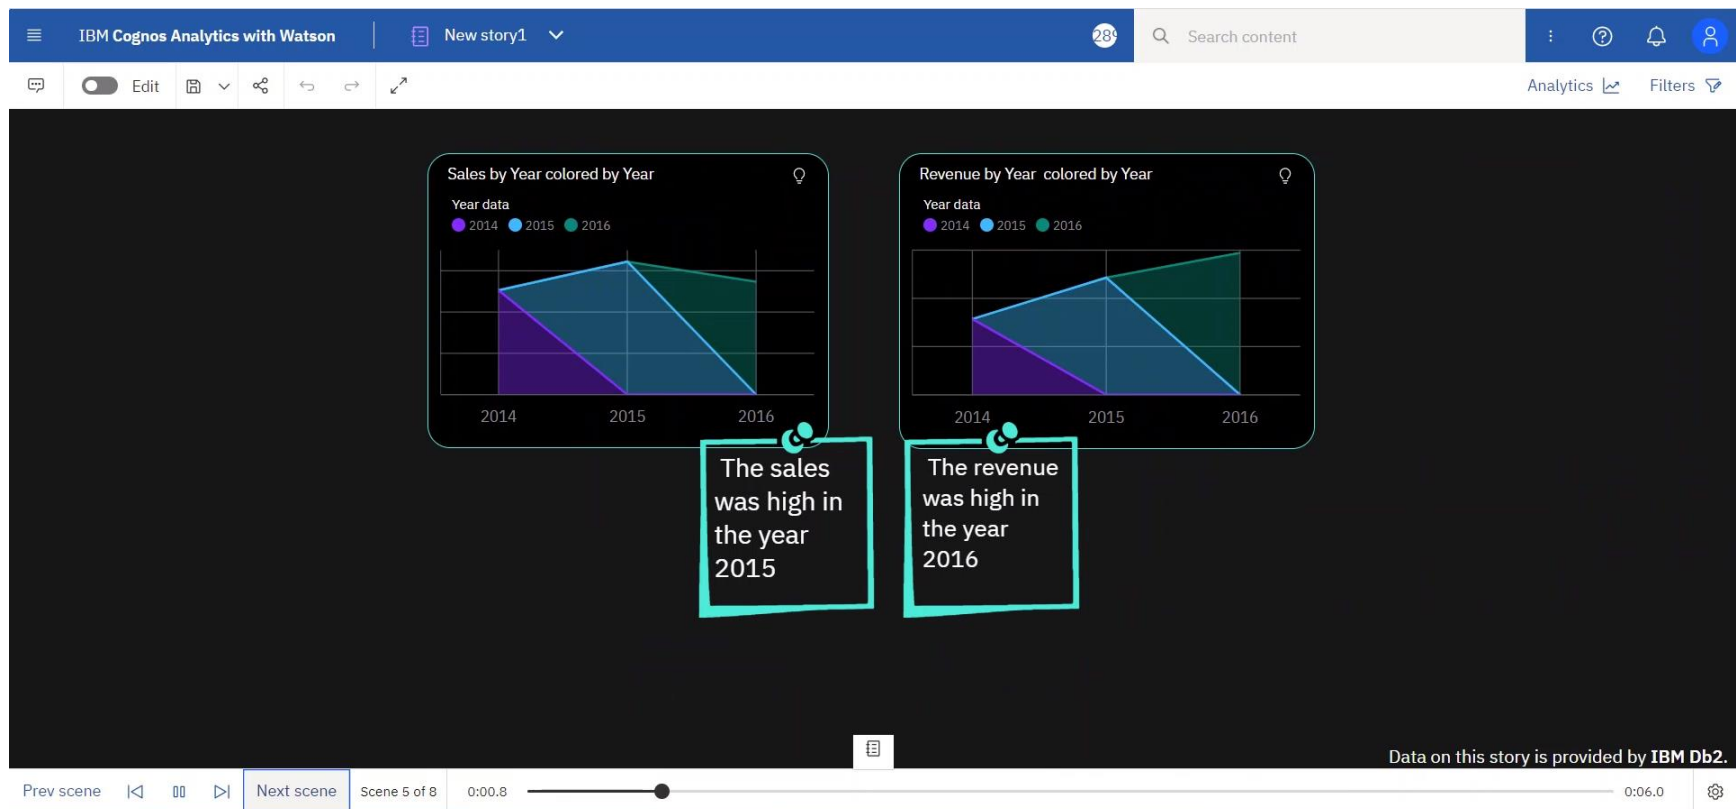 IBM Cognos Analytics with Watson
New story1
289
Search content
Edit
Analytics
Filters
Sales by Year colored by Year
Year data
2014 2015 2016
2014 2015 2016
Revenue by Year colored by Year
Year data
2014 2015 2016
2014 2015 2016
The sales
was high in
the year
2015
The revenue
was high in
the year
2016
Data on this story is provided by IBM Db2.
Prev scene
Next scene
Scene 5 of 8
0:00.8
0:06.0